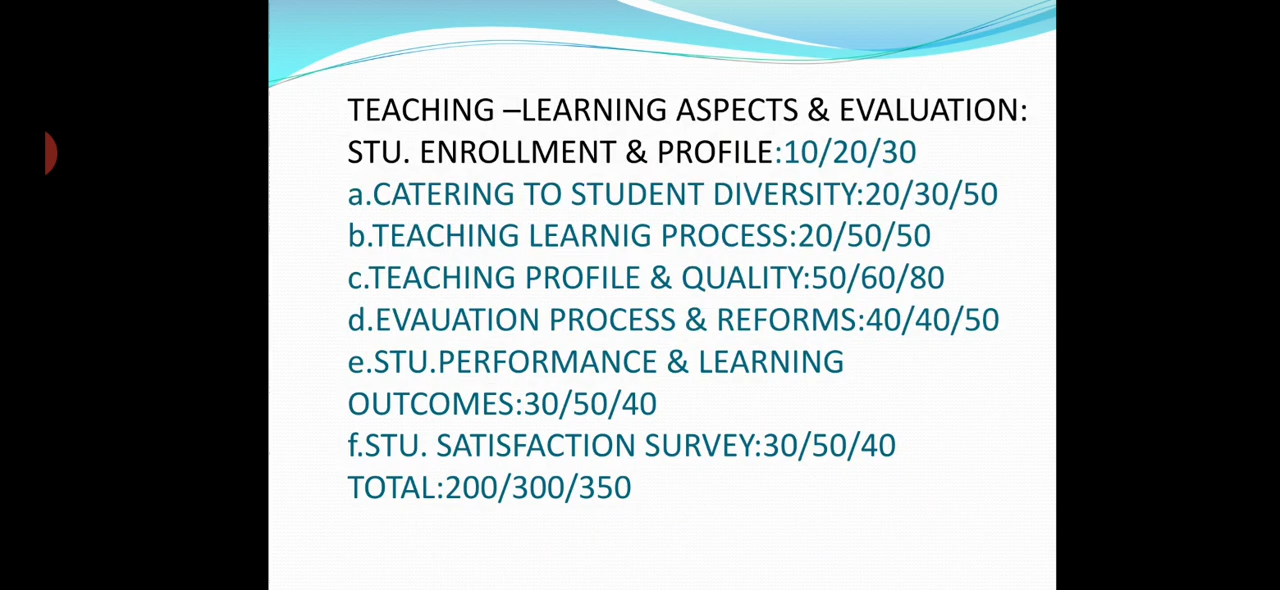 TEACHING –LEARNING ASPECTS & EVALUATION:
STU. ENROLLMENT & PROFILE:10/20/30
a.CATERING TO STUDENT DIVERSITY:20/30/50
b.TEACHING LEARNIG PROCESS:20/50/50
c.TEACHING PROFILE & QUALITY:50/60/80
d.EVAUATION PROCESS & REFORMS:40/40/50
e.STU.PERFORMANCE & LEARNING
OUTCOMES:30/50/40
f.STU. SATISFACTION SURVEY:30/50/40
TOTAL:200/300/350